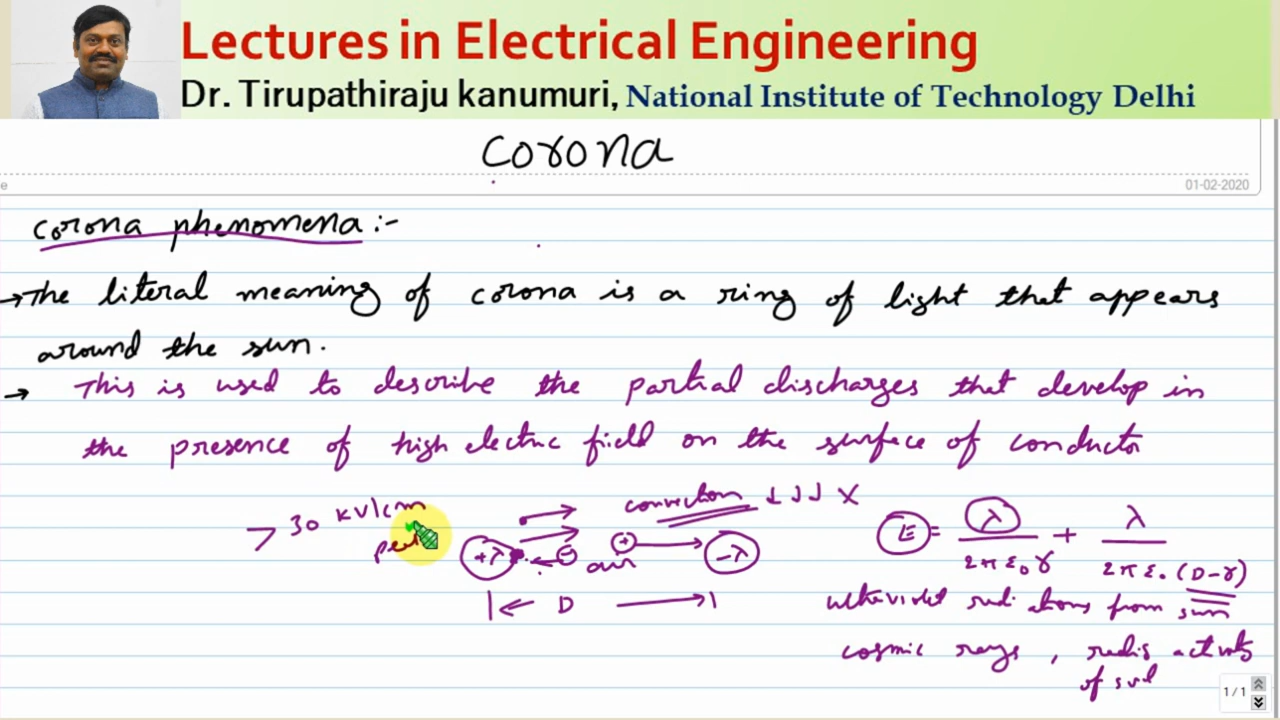 Lectures in Electrical Engineering
Dr. Tirupathiraju kanumuri, National Institute of Technology Delhi
Corona
e
01-02-2020
corona phenomena :-
→ The literal meaning of corona is a ring of light that appears
around the sun.
→ This is used to describe the partial discharges that develop in
the presence of high electric field on the surface of conductor
> 30 kV/cm
+λ - air + -λ
convection ↓↓↓ X
|← D →|
E = λ/2πε₀r + λ/2πε₀(D-r)
ultraviolet radiations from sun
cosmic rays, radio activity
of soil
1 / 1